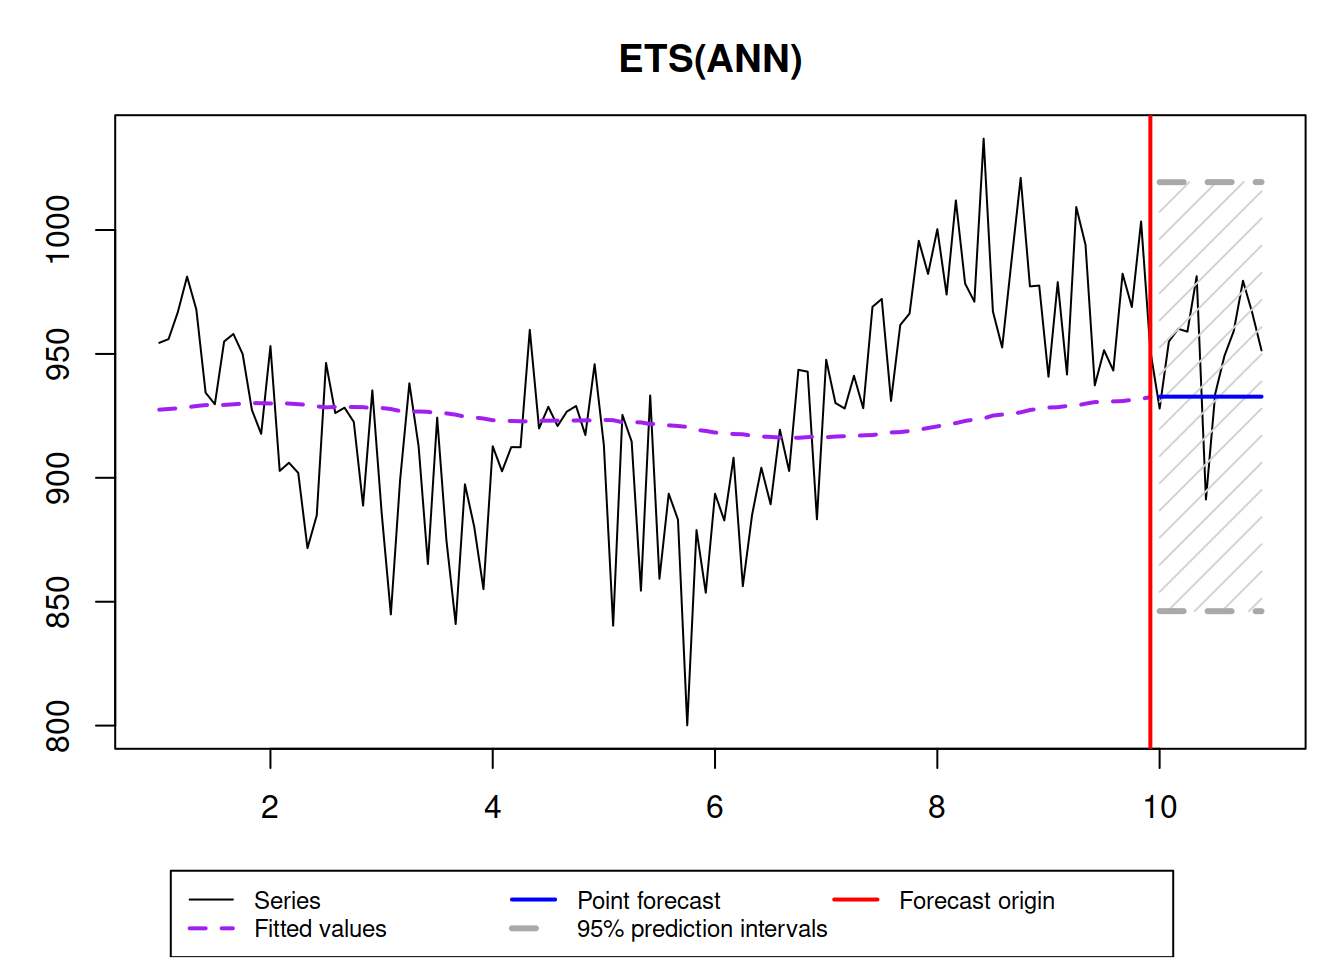 ETS(ANN)
1000
950
900
850
800
2 4 6 8 10
Series Point forecast Forecast origin
Fitted values 95% prediction intervals